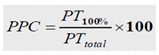 PPC = PT100% / PTtotal * 100